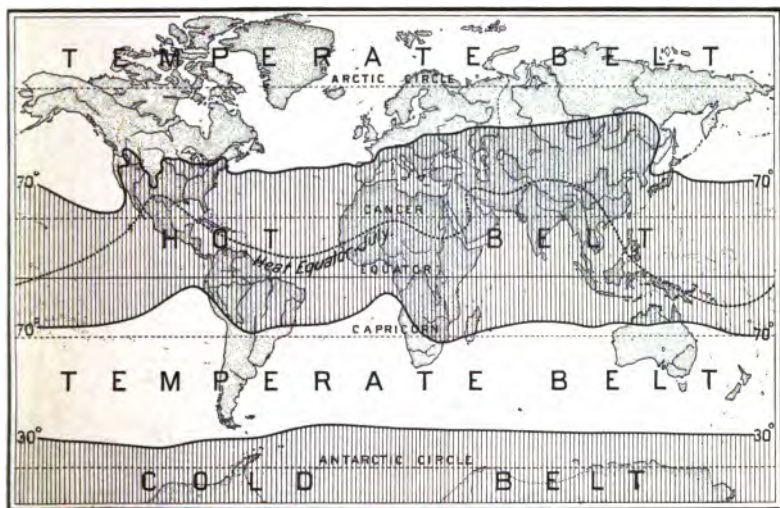 TEMPERATE BELT
ARCTIC CIRCLE
70° 70°
CANCER
HOT BELT
Heat Equator July
EQUATOR
70° 70°
CAPRICORN
TEMPERATE BELT
30° 70°
ANTARCTIC CIRCLE
COLD BELT